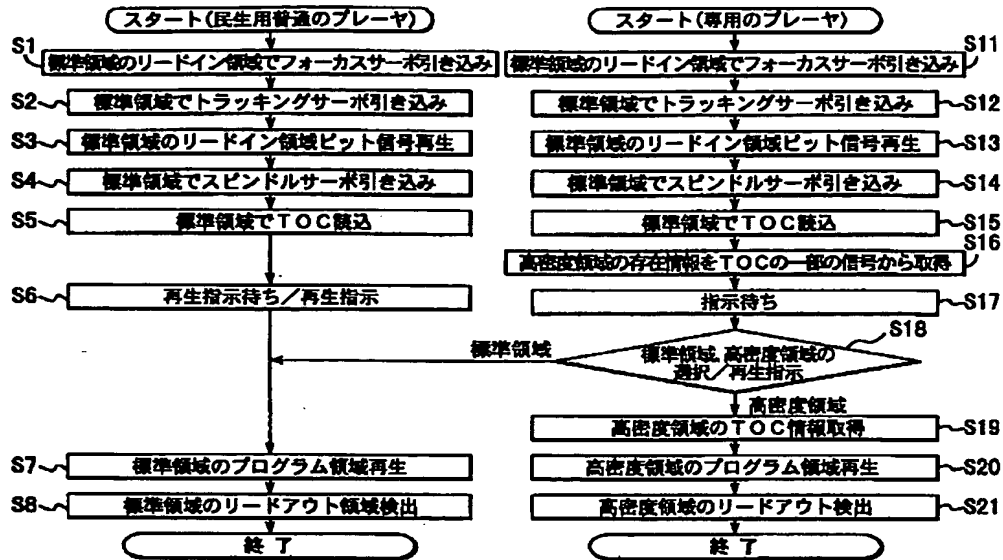 スタート(民生用普通のプレーヤ)
S1
標準領域のリードイン領域でフォーカスサーボ引き込み
S2
標準領域でトラッキングサーボ引き込み
S3
標準領域のリードイン領域ピット信号再生
S4
標準領域でスピンドルサーボ引き込み
S5
標準領域でTOC読込
S6
再生指示待ち/再生指示
S7
標準領域のプログラム領域再生
S8
標準領域のリードアウト領域検出
終了
スタート(専用のプレーヤ)
S11
標準領域のリードイン領域でフォーカスサーボ引き込み
標準領域でトラッキングサーボ引き込み
S12
標準領域のリードイン領域ピット信号再生
S13
標準領域でスピンドルサーボ引き込み
S14
標準領域でTOC読込
S15
S16
高密度領域の存在情報をTOCの一部の信号から取得
指示待ち
S17
S18
標準領域
標準領域、高密度領域の
選択/再生指示
高密度領域
高密度領域のTOC情報取得
S19
高密度領域のプログラム領域再生
S20
高密度領域のリードアウト検出
S21
終了